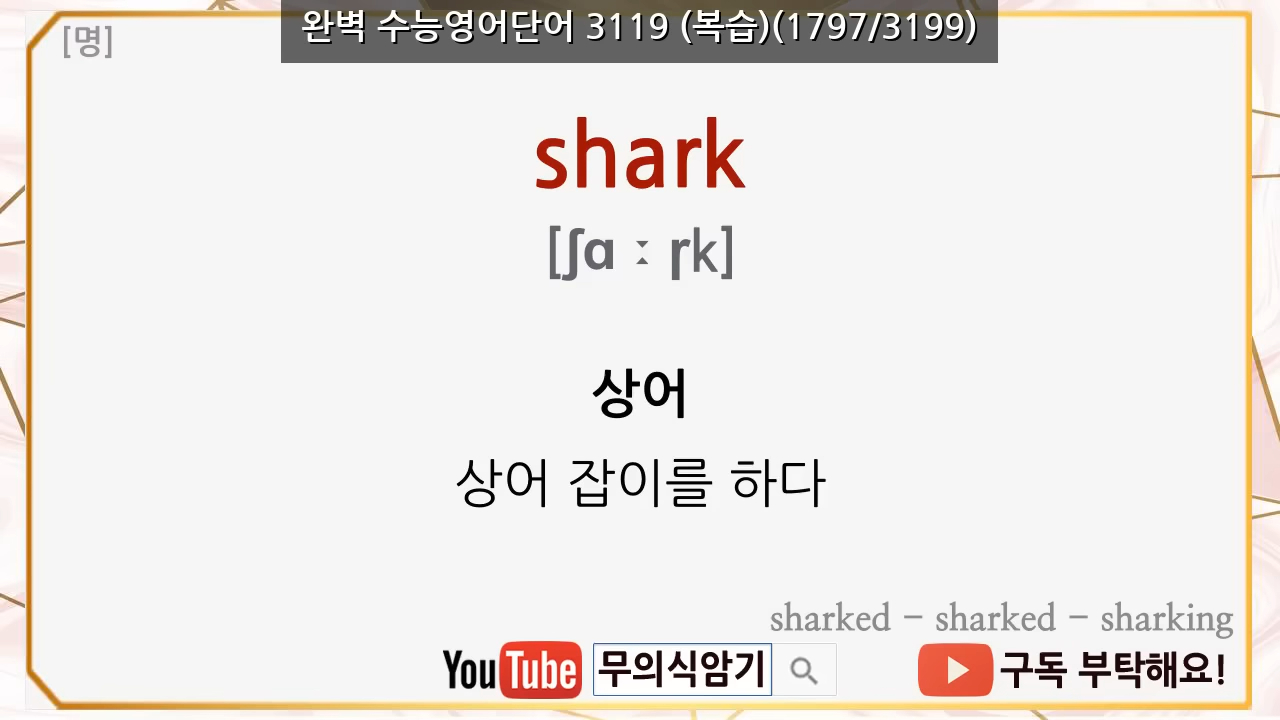 완벽 수능영어단어 3119 (복습)(1797/3199)
[명]
shark
[ʃɑːrk]
상어
상어 잡이를 하다
sharked - sharked - sharking
YouTube 무의식암기 구독 부탁해요!